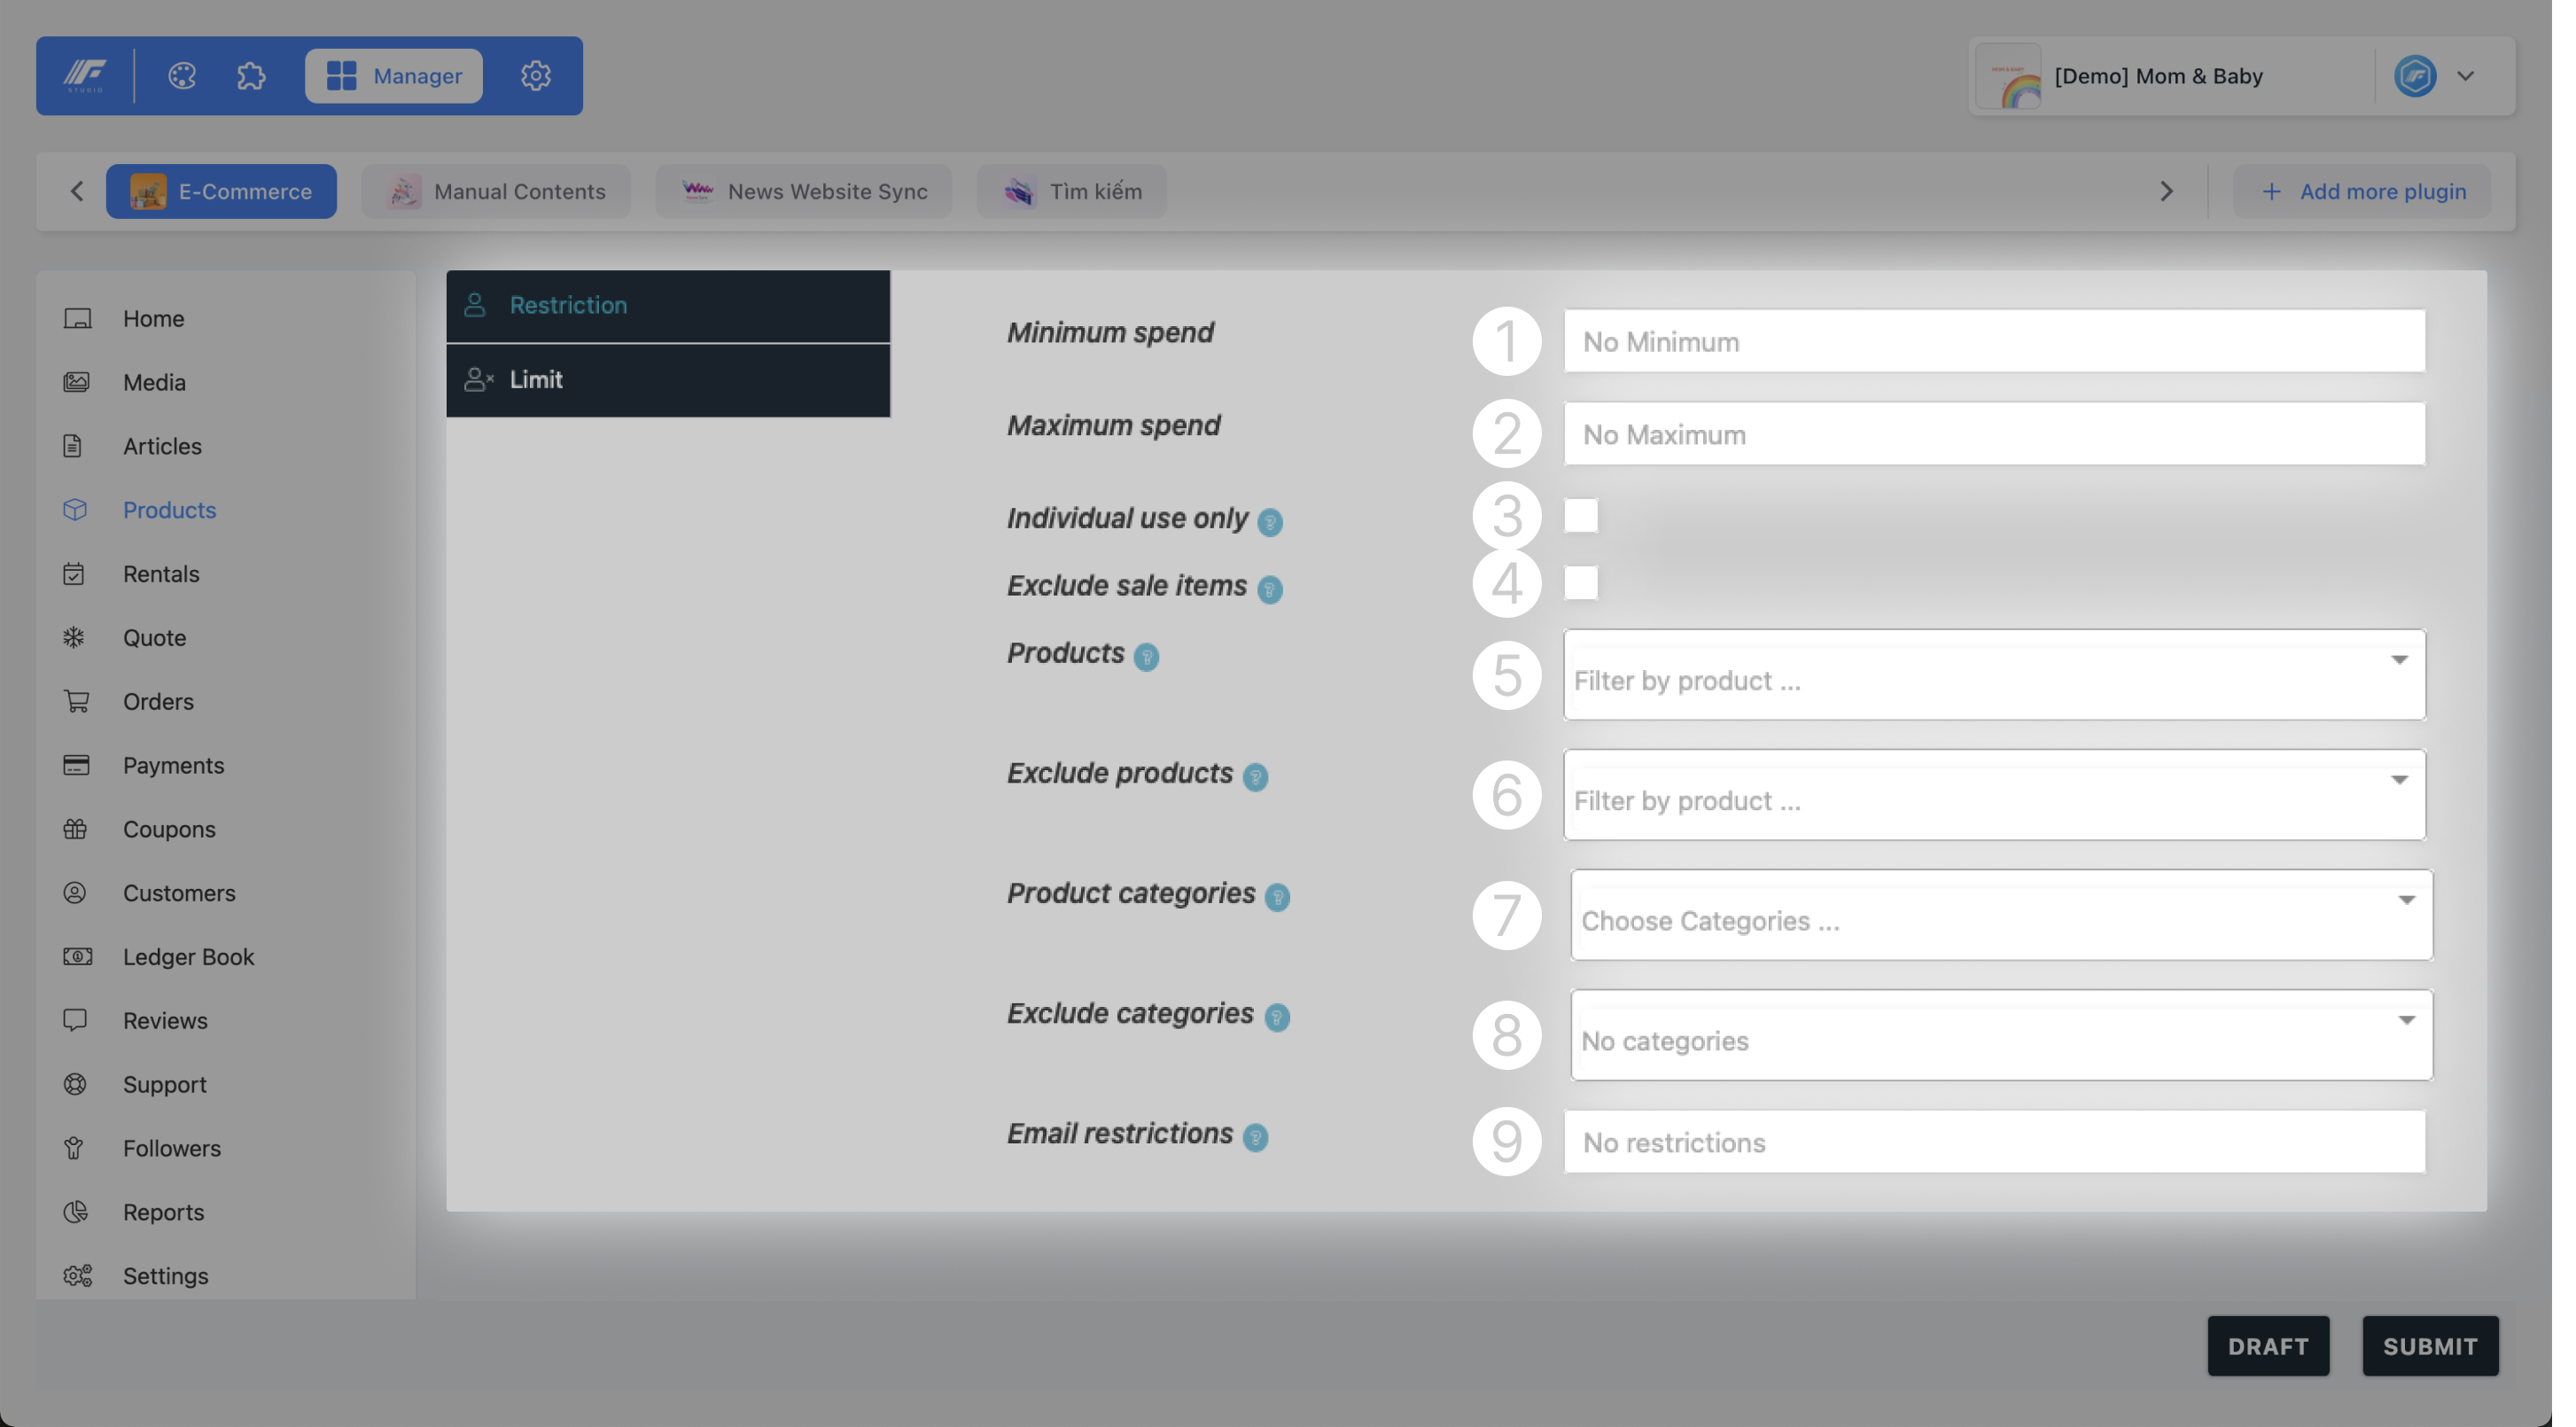 STUDIO
Manager
[Demo] Mom & Baby
E-Commerce
Manual Contents
News Website Sync
Tìm kiếm
+ Add more plugin
Home
Media
Articles
Products
Rentals
Quote
Orders
Payments
Coupons
Customers
Ledger Book
Reviews
Support
Followers
Reports
Settings
Restriction
Limit
Minimum spend
1
No Minimum
Maximum spend
2
No Maximum
Individual use only ?
3
Exclude sale items ?
4
Products ?
5
Filter by product ...
Exclude products ?
6
Filter by product ...
Product categories ?
7
Choose Categories ...
Exclude categories ?
8
No categories
Email restrictions ?
9
No restrictions
DRAFT
SUBMIT